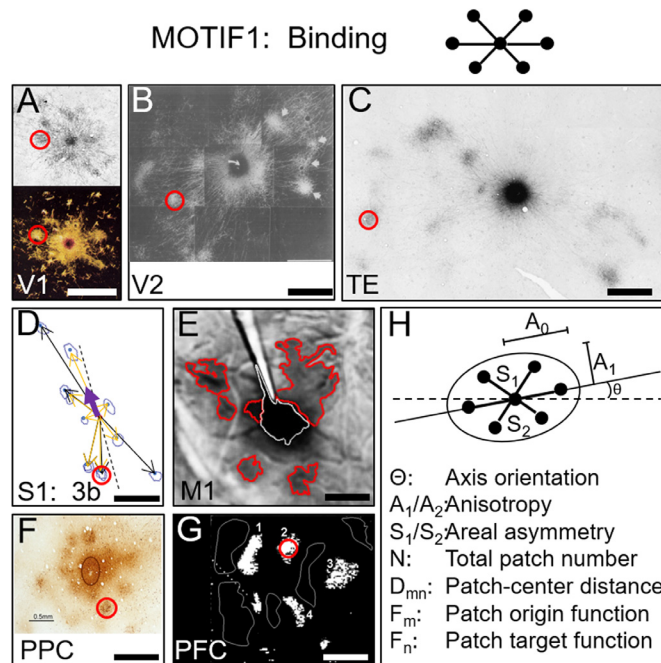 MOTIF1: Binding
A
V1
B
V2
C
TE
D
S1: 3b
E
M1
F
0.5mm
PPC
G
1
2
3
4
PFC
H
A₀
A₁
S₁
S₂
θ
Θ: Axis orientation
A₁/A₂: Anisotropy
S₁/S₂: Areal asymmetry
N: Total patch number
Dₘₙ: Patch-center distance
Fₘ: Patch origin function
Fₙ: Patch target function